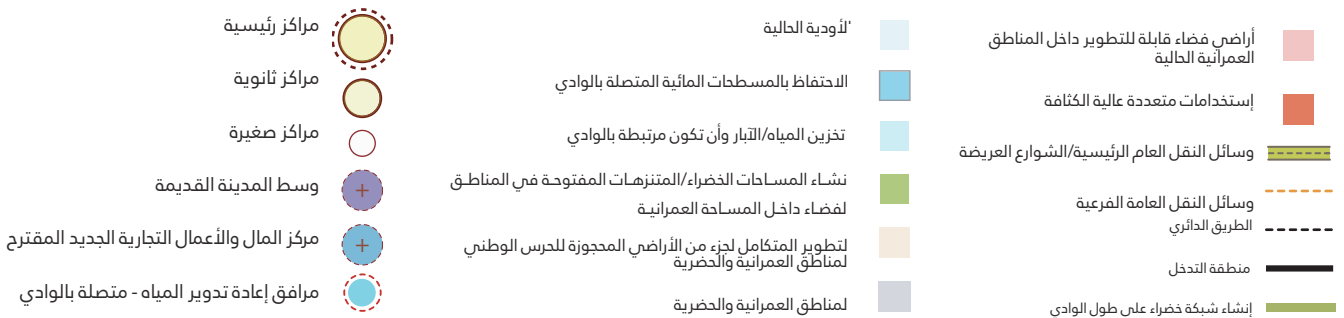 أراضي فضاء قابلة للتطوير داخل المناطق
العمرانية الحالية
إستخدامات متعددة عالية الكثافة
وسائل النقل العام الرئيسية/الشوارع العريضة
وسائل النقل العامة الفرعية
الطريق الدائري
منطقة التدخل
إنشاء شبكة خضراء على طول الوادي
لأودية الحالية
الاحتفاظ بالمسطحات المائية المتصلة بالوادي
تخزين المياه/الآبار وأن تكون مرتبطة بالوادي
نشاء المساحات الخضراء/المتنزهات المفتوحة في المناطق
لفضاء داخل المساحة العمرانية
لتطوير المتكامل لجزء من الأراضي المحجوزة للحرس الوطني
لمناطق العمرانية والحضرية
لمناطق العمرانية والحضرية
مراكز رئيسية
مراكز ثانوية
مراكز صغيرة
وسط المدينة القديمة
مركز المال والأعمال التجارية الجديد المقترح
مرافق إعادة تدوير المياه - متصلة بالوادي